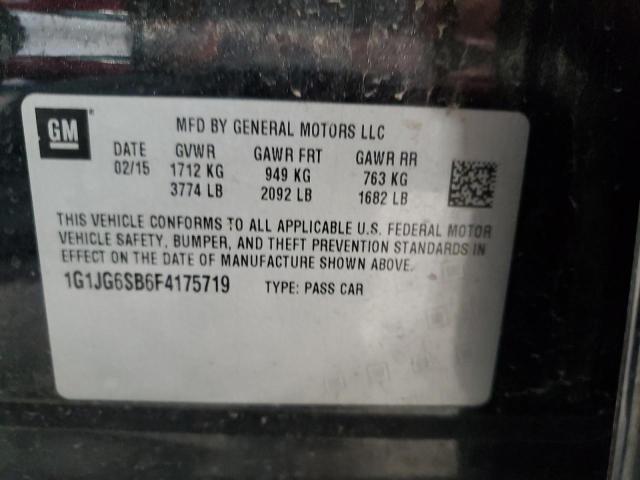 GM
MFD BY GENERAL MOTORS LLC
DATE GVWR GAWR FRT GAWR RR
02/15 1712 KG 949 KG 763 KG
3774 LB 2092 LB 1682 LB
THIS VEHICLE CONFORMS TO ALL APPLICABLE U.S. FEDERAL MOTOR
VEHICLE SAFETY, BUMPER, AND THEFT PREVENTION STANDARDS IN
EFFECT ON THE DATE OF MANUFACTURE SHOWN ABOVE.
1G1JG6SB6F4175719 TYPE: PASS CAR